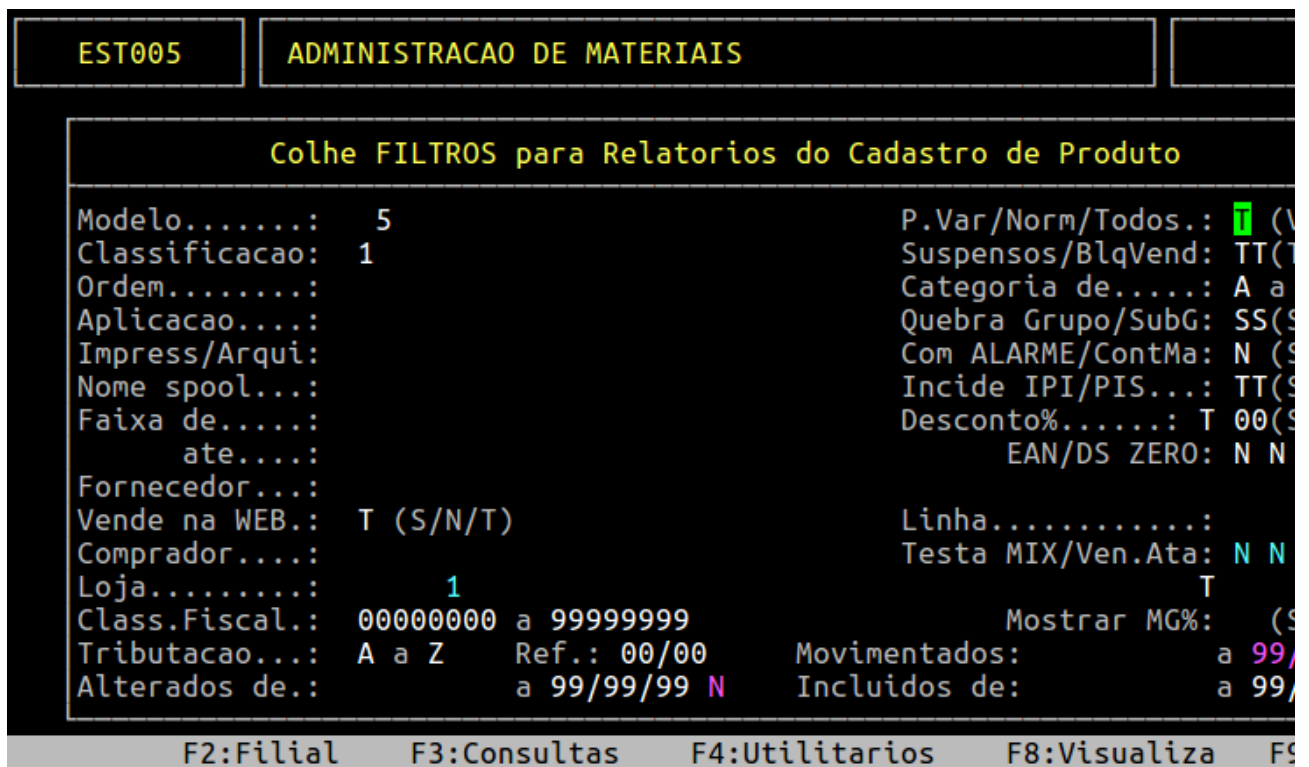 EST005 ADMINISTRACAO DE MATERIAIS
Colhe FILTROS para Relatorios do Cadastro de Produto
Modelo.......: 5 P.Var/Norm/Todos.: T (V
Classificacao: 1 Suspensos/BlqVend: TT(T
Ordem........: Categoria de.....: A a
Aplicacao....: Quebra Grupo/SubG: SS(S
Impress/Arqui: Com ALARME/ContMa: N (S
Nome spool...: Incide IPI/PIS...: TT(S
Faixa de.....: Desconto%......: T 00(S
ate....: EAN/DS ZERO: N N
Fornecedor...:
Vende na WEB.: T (S/N/T) Linha............:
Comprador....: Testa MIX/Ven.Ata: N N
Loja.........: 1 T
Class.Fiscal.: 00000000 a 99999999 Mostrar MG%: (S
Tributacao...: A a Z Ref.: 00/00 Movimentados: a 99/
Alterados de.: a 99/99/99 N Incluidos de: a 99/
F2:Filial F3:Consultas F4:Utilitarios F8:Visualiza F9